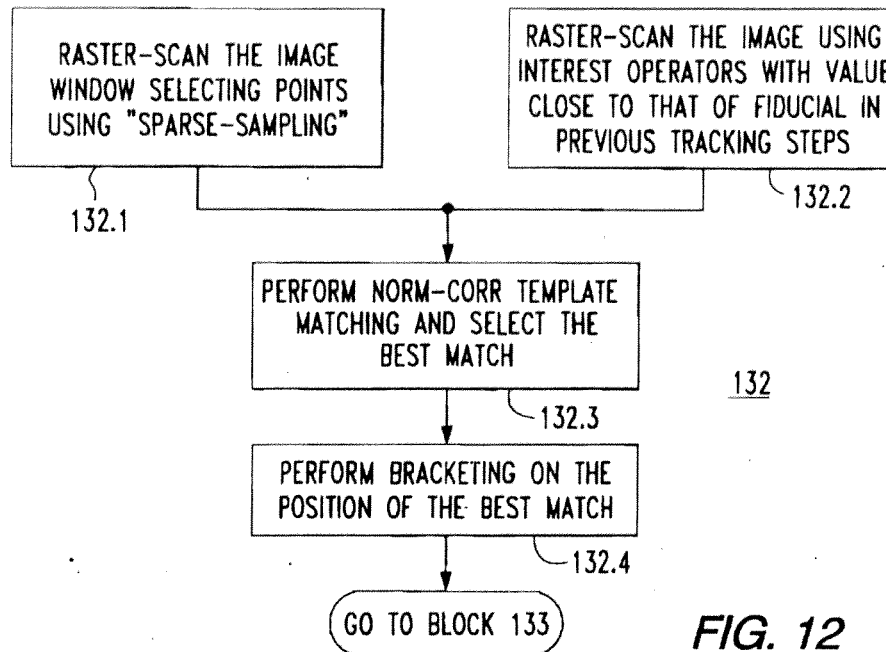 RASTER-SCAN THE IMAGE
WINDOW SELECTING POINTS
USING "SPARSE-SAMPLING"
132.1
RASTER-SCAN THE IMAGE USING
INTEREST OPERATORS WITH VALUE
CLOSE TO THAT OF FIDUCIAL IN
PREVIOUS TRACKING STEPS
132.2
PERFORM NORM-CORR TEMPLATE
MATCHING AND SELECT THE
BEST MATCH
132.3
132
PERFORM BRACKETING ON THE
POSITION OF THE BEST MATCH
132.4
GO TO BLOCK 133
FIG. 12